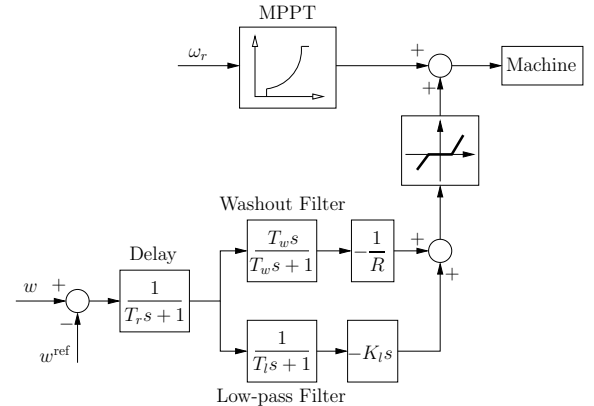 MPPT
ω_r
+
+
Machine
Washout Filter
T_w s
T_w s + 1
−1/R
+
+
Delay
w
+
−
w^ref
1
T_r s + 1
1
T_l s + 1
−K_l s
Low-pass Filter